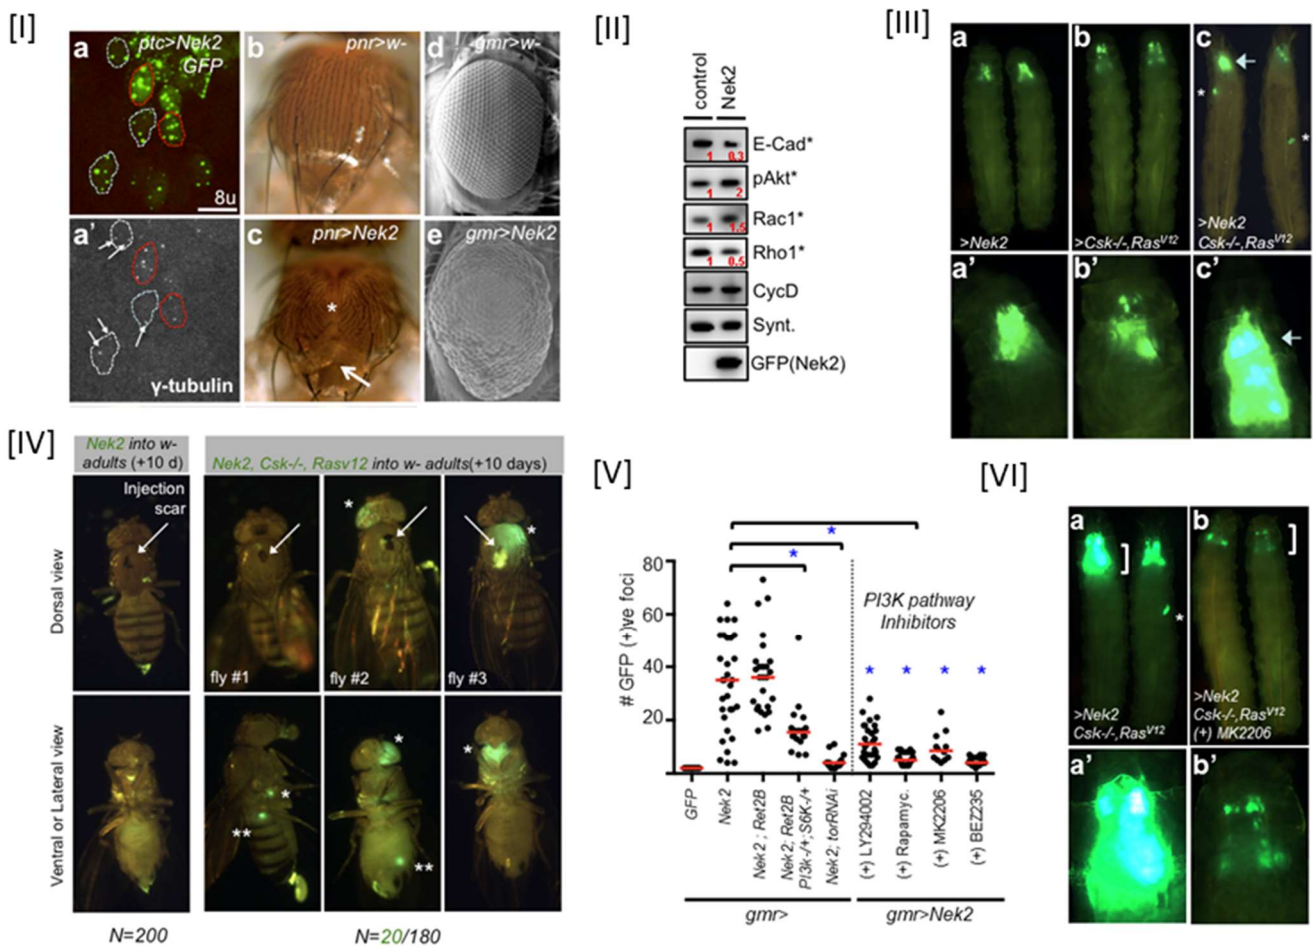 [I]
a ptc>Nek2
GFP
8u
a'
γ-tubulin
b pnr>w-
c pnr>Nek2
*
d gmr>w-
e gmr>Nek2
[II]
control
Nek2
E-Cad*
1 0.3
pAkt*
1 2
Rac1*
1 1.5
Rho1*
1 0.5
CycD
Synt.
GFP(Nek2)
[III]
a
>Nek2
b
>Csk-/-,RasV12
c
*
*
>Nek2
Csk-/-,RasV12
a'
b'
c'
[IV]
Nek2 into w-
adults (+10 d)
Nek2, Csk-/-, Rasv12 into w- adults(+10 days)
Dorsal view
Injection
scar
fly #1
*
fly #2
*
fly #3
Ventral or Lateral view
*
**
*
**
*
N=200
N=20/180
[V]
# GFP (+)ve foci
80
60
40
20
*
*
PI3K pathway
Inhibitors
* * * *
GFP
Nek2
Nek2 ; Ret2B
Nek2; Ret2B
PI3k-/+;S6K-/+
Nek2; torRNAi
(+) LY294002
(+) Rapamyc.
(+) MK2206
(+) BEZ235
gmr>
gmr>Nek2
[VI]
a
*
>Nek2
Csk-/-,RasV12
b
>Nek2
Csk-/-,RasV12
(+) MK2206
a'
b'